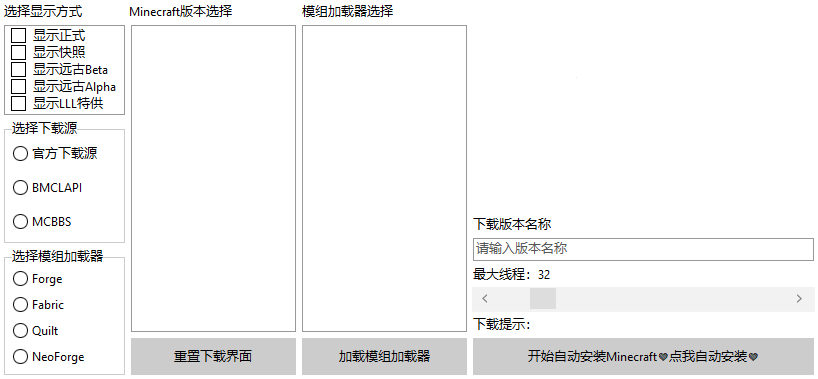 选择显示方式
显示正式
显示快照
显示远古Beta
显示远古Alpha
显示LLL特供
选择下载源
官方下载源
BMCLAPI
MCBBS
选择模组加载器
Forge
Fabric
Quilt
NeoForge
Minecraft版本选择
重置下载界面
模组加载器选择
加载模组加载器
下载版本名称
请输入版本名称
最大线程：32
下载提示：
开始自动安装Minecraft💚点我自动安装💚